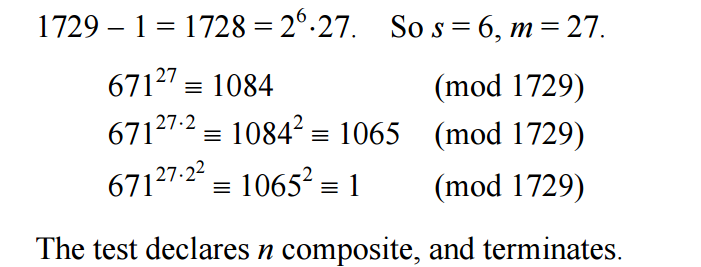 1729 – 1 = 1728 = 2⁶·27. So s = 6, m = 27.
671²⁷ ≡ 1084 (mod 1729)
671^{27·2} ≡ 1084² ≡ 1065 (mod 1729)
671^{27·2²} ≡ 1065² ≡ 1 (mod 1729)
The test declares n composite, and terminates.